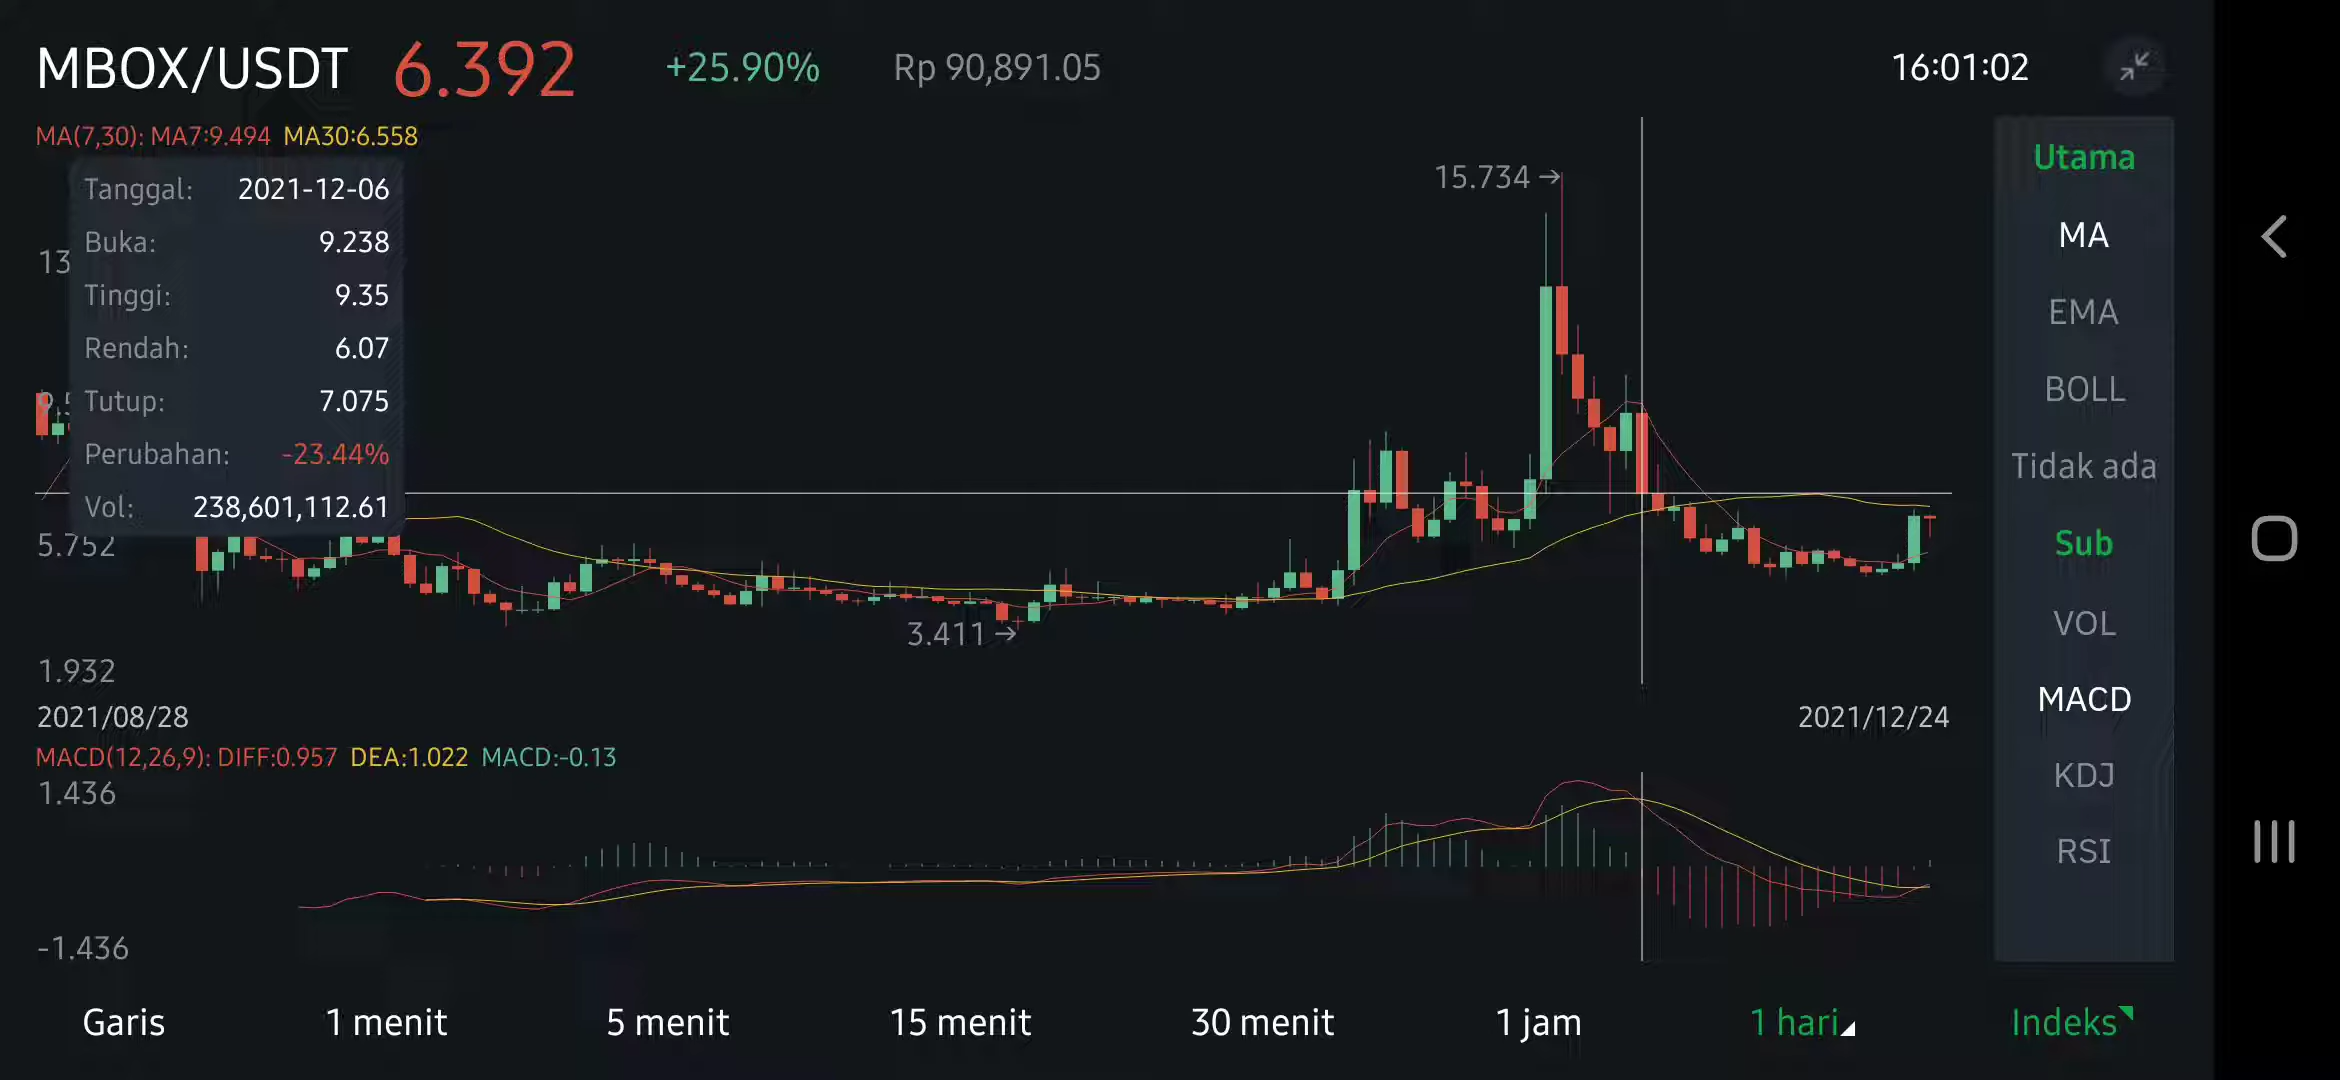 MBOX/USDT 6.392 +25.90% Rp 90,891.05 16:01:02
MA(7,30): MA7:9.494 MA30:6.558
Tanggal: 2021-12-06
Buka: 9.238
Tinggi: 9.35
Rendah: 6.07
Tutup: 7.075
Perubahan: -23.44%
Vol: 238,601,112.61
15.734 →
13
9.5
5.752
3.411 →
1.932
2021/08/28 2021/12/24
MACD(12,26,9): DIFF:0.957 DEA:1.022 MACD:-0.13
1.436
-1.436
Utama
MA
EMA
BOLL
Tidak ada
Sub
VOL
MACD
KDJ
RSI
Garis 1 menit 5 menit 15 menit 30 menit 1 jam 1 hari Indeks